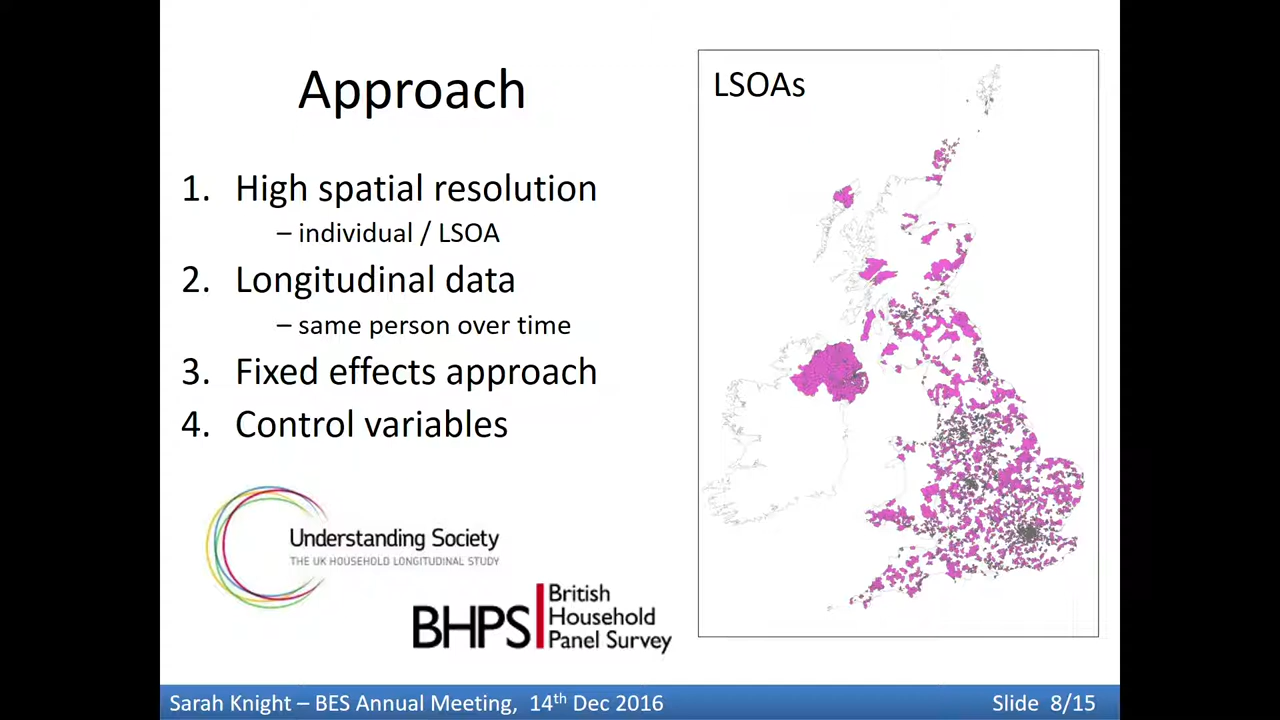 Approach
1. High spatial resolution
– individual / LSOA
2. Longitudinal data
– same person over time
3. Fixed effects approach
4. Control variables
Understanding Society
THE UK HOUSEHOLD LONGITUDINAL STUDY
BHPS
British
Household
Panel Survey
LSOAs
Sarah Knight – BES Annual Meeting, 14th Dec 2016
Slide 8/15